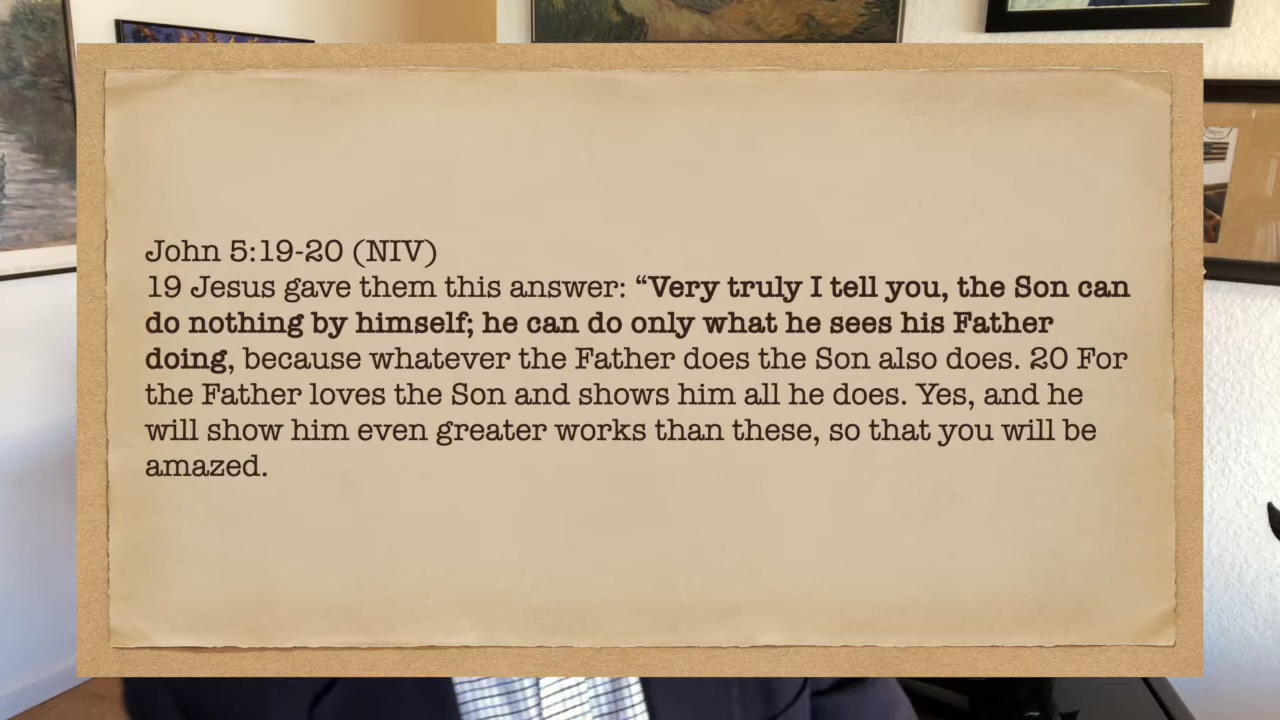 John 5:19-20 (NIV)
19 Jesus gave them this answer: “Very truly I tell you, the Son can
do nothing by himself; he can do only what he sees his Father
doing, because whatever the Father does the Son also does. 20 For
the Father loves the Son and shows him all he does. Yes, and he
will show him even greater works than these, so that you will be
amazed.